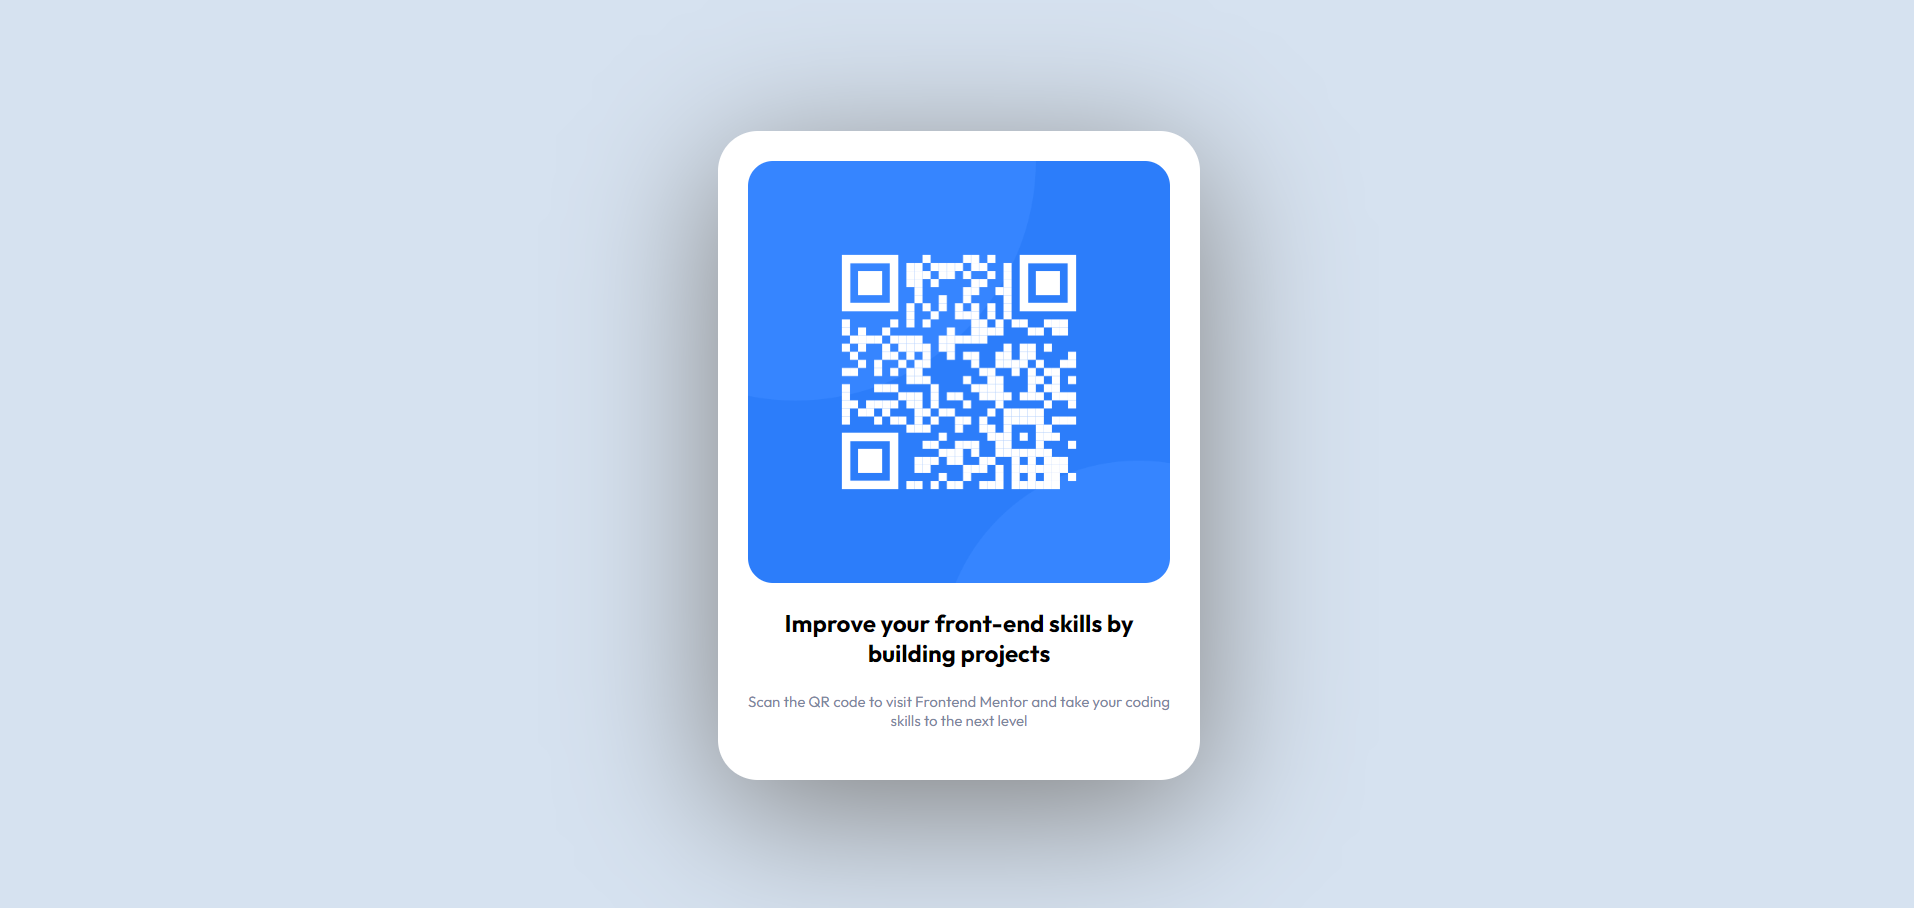 Improve your front-end skills by
building projects
Scan the QR code to visit Frontend Mentor and take your coding
skills to the next level